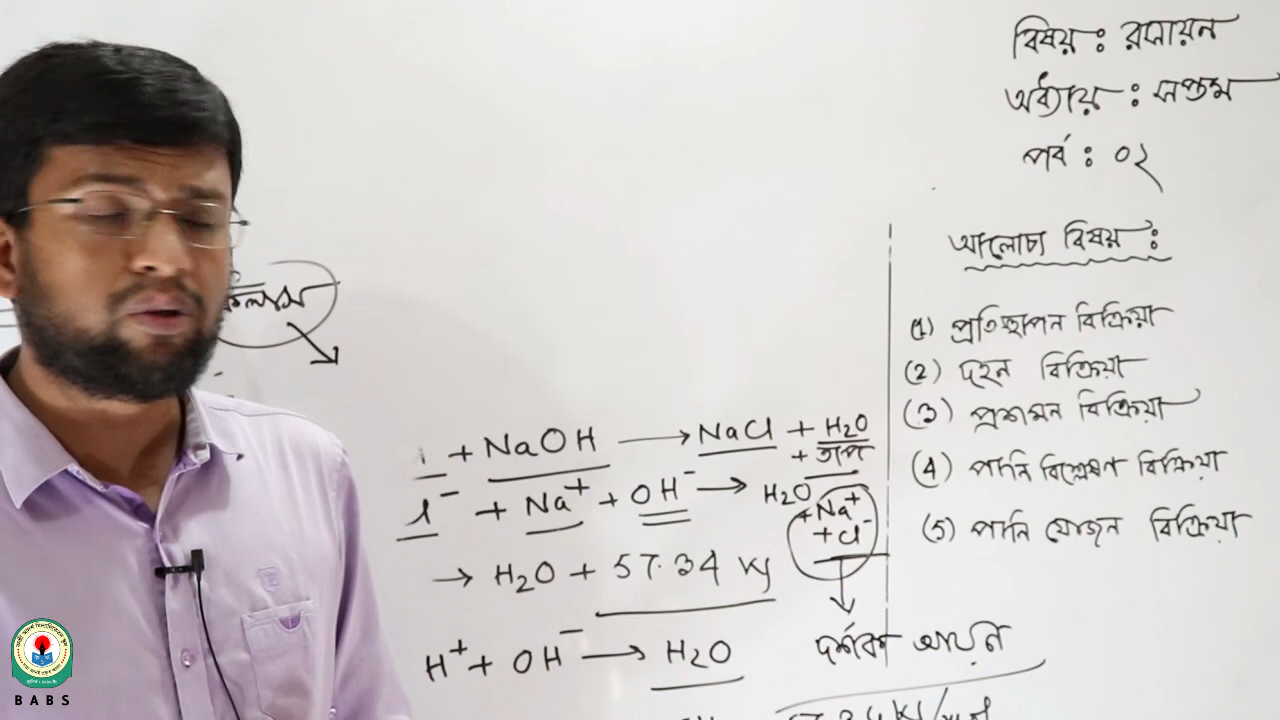 বিষয় : রসায়ন
অধ্যায় : সপ্তম
পর্ব : ০২
আলোচ্য বিষয় :
(1) প্রতিস্থাপন বিক্রিয়া
(2) দহন বিক্রিয়া
(3) প্রশমন বিক্রিয়া
(4) পানি বিশ্লেষণ বিক্রিয়া
(5) পানি যোজন বিক্রিয়া
+ NaOH → NaCl + H₂O
+ তাপ
l⁻ + Na⁺ + OH⁻ → H₂O
+ Na⁺
+ Cl⁻
→ H₂O + 57.34 kJ
দর্শক আয়ন
H⁺ + OH⁻ → H₂O
BABS